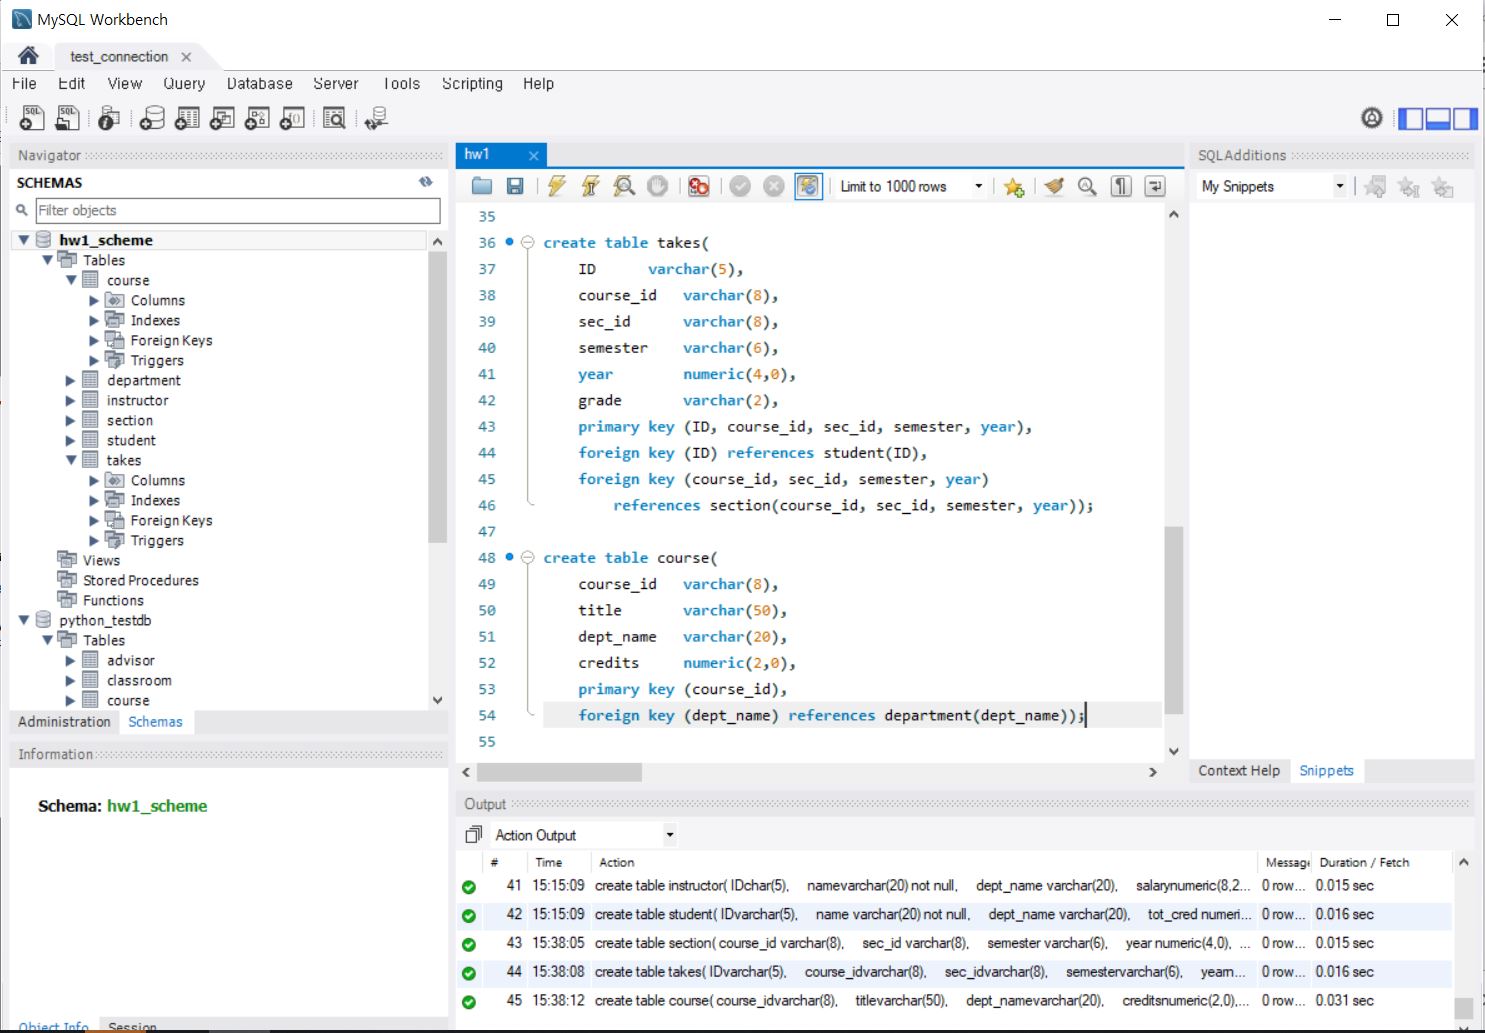 MySQL Workbench
test_connection
File Edit View Query Database Server Tools Scripting Help
Navigator
SCHEMAS
Filter objects
hw1_scheme
Tables
course
Columns
Indexes
Foreign Keys
Triggers
department
instructor
section
student
takes
Columns
Indexes
Foreign Keys
Triggers
Views
Stored Procedures
Functions
python_testdb
Tables
advisor
classroom
course
Administration Schemas
Information
Schema: hw1_scheme
Object Info Session
hw1
Limit to 1000 rows
35
36 create table takes(
37 ID varchar(5),
38 course_id varchar(8),
39 sec_id varchar(8),
40 semester varchar(6),
41 year numeric(4,0),
42 grade varchar(2),
43 primary key (ID, course_id, sec_id, semester, year),
44 foreign key (ID) references student(ID),
45 foreign key (course_id, sec_id, semester, year)
46 references section(course_id, sec_id, semester, year));
47
48 create table course(
49 course_id varchar(8),
50 title varchar(50),
51 dept_name varchar(20),
52 credits numeric(2,0),
53 primary key (course_id),
54 foreign key (dept_name) references department(dept_name));
55
SQLAdditions
My Snippets
Context Help Snippets
Output
Action Output
# Time Action Message Duration / Fetch
41 15:15:09 create table instructor( IDchar(5), namevarchar(20) not null, dept_name varchar(20), salarynumeric(8,2... 0 row... 0.015 sec
42 15:15:09 create table student( IDvarchar(5), name varchar(20) not null, dept_name varchar(20), tot_cred numeri... 0 row... 0.016 sec
43 15:38:05 create table section( course_id varchar(8), sec_id varchar(8), semester varchar(6), year numeric(4,0), ... 0 row... 0.015 sec
44 15:38:08 create table takes( IDvarchar(5), course_idvarchar(8), sec_idvarchar(8), semestervarchar(6), yearn... 0 row... 0.016 sec
45 15:38:12 create table course( course_idvarchar(8), titlevarchar(50), dept_namevarchar(20), creditsnumeric(2,0),... 0 row... 0.031 sec